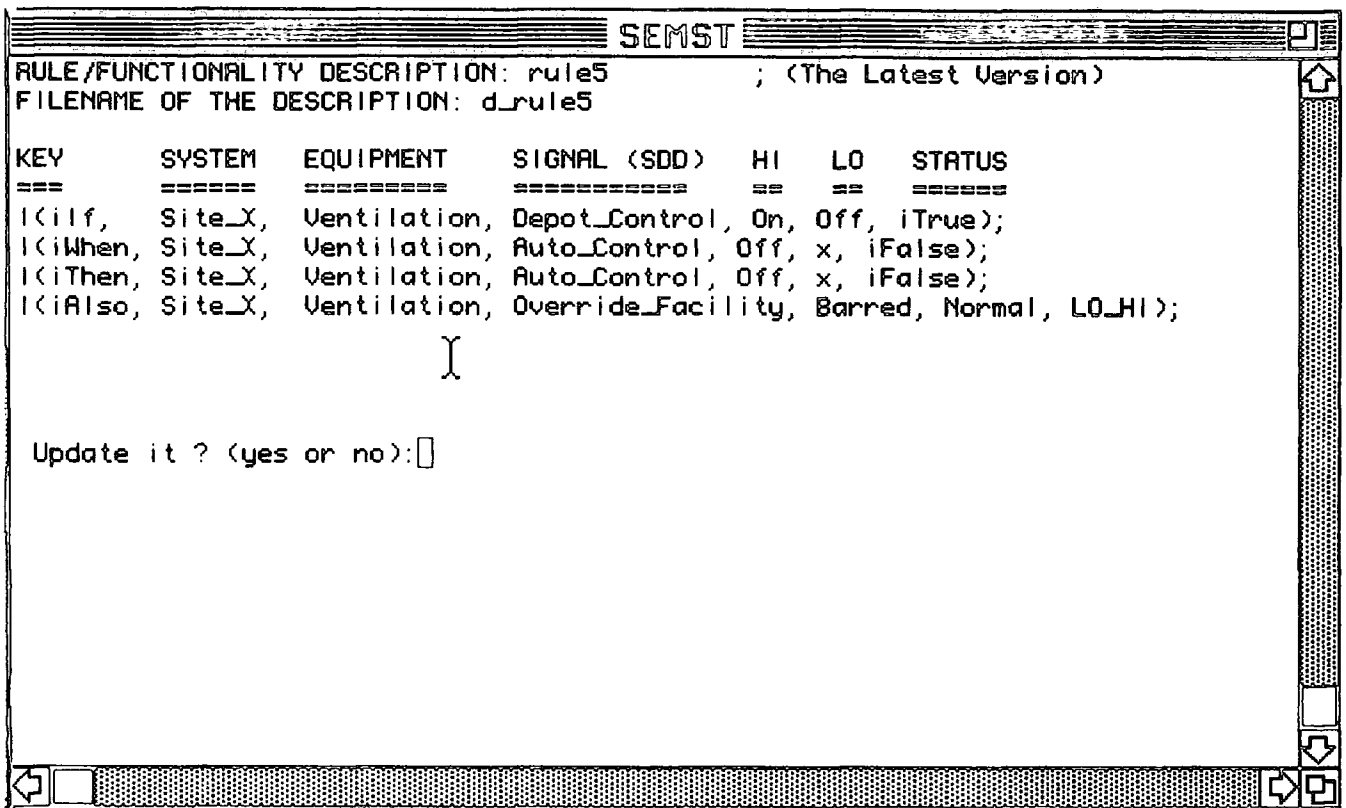 SEMST
RULE/FUNCTIONALITY DESCRIPTION: rule5 ; (The Latest Version)
FILENAME OF THE DESCRIPTION: d_rule5
KEY SYSTEM EQUIPMENT SIGNAL (SDD) HI LO STATUS
=== ====== ========= =========== == == ======
I(iIf, Site_X, Ventilation, Depot_Control, On, Off, iTrue);
I(iWhen, Site_X, Ventilation, Auto_Control, Off, x, iFalse);
I(iThen, Site_X, Ventilation, Auto_Control, Off, x, iFalse);
I(iAlso, Site_X, Ventilation, Override_Facility, Barred, Normal, LO_HI);
Update it ? (yes or no):